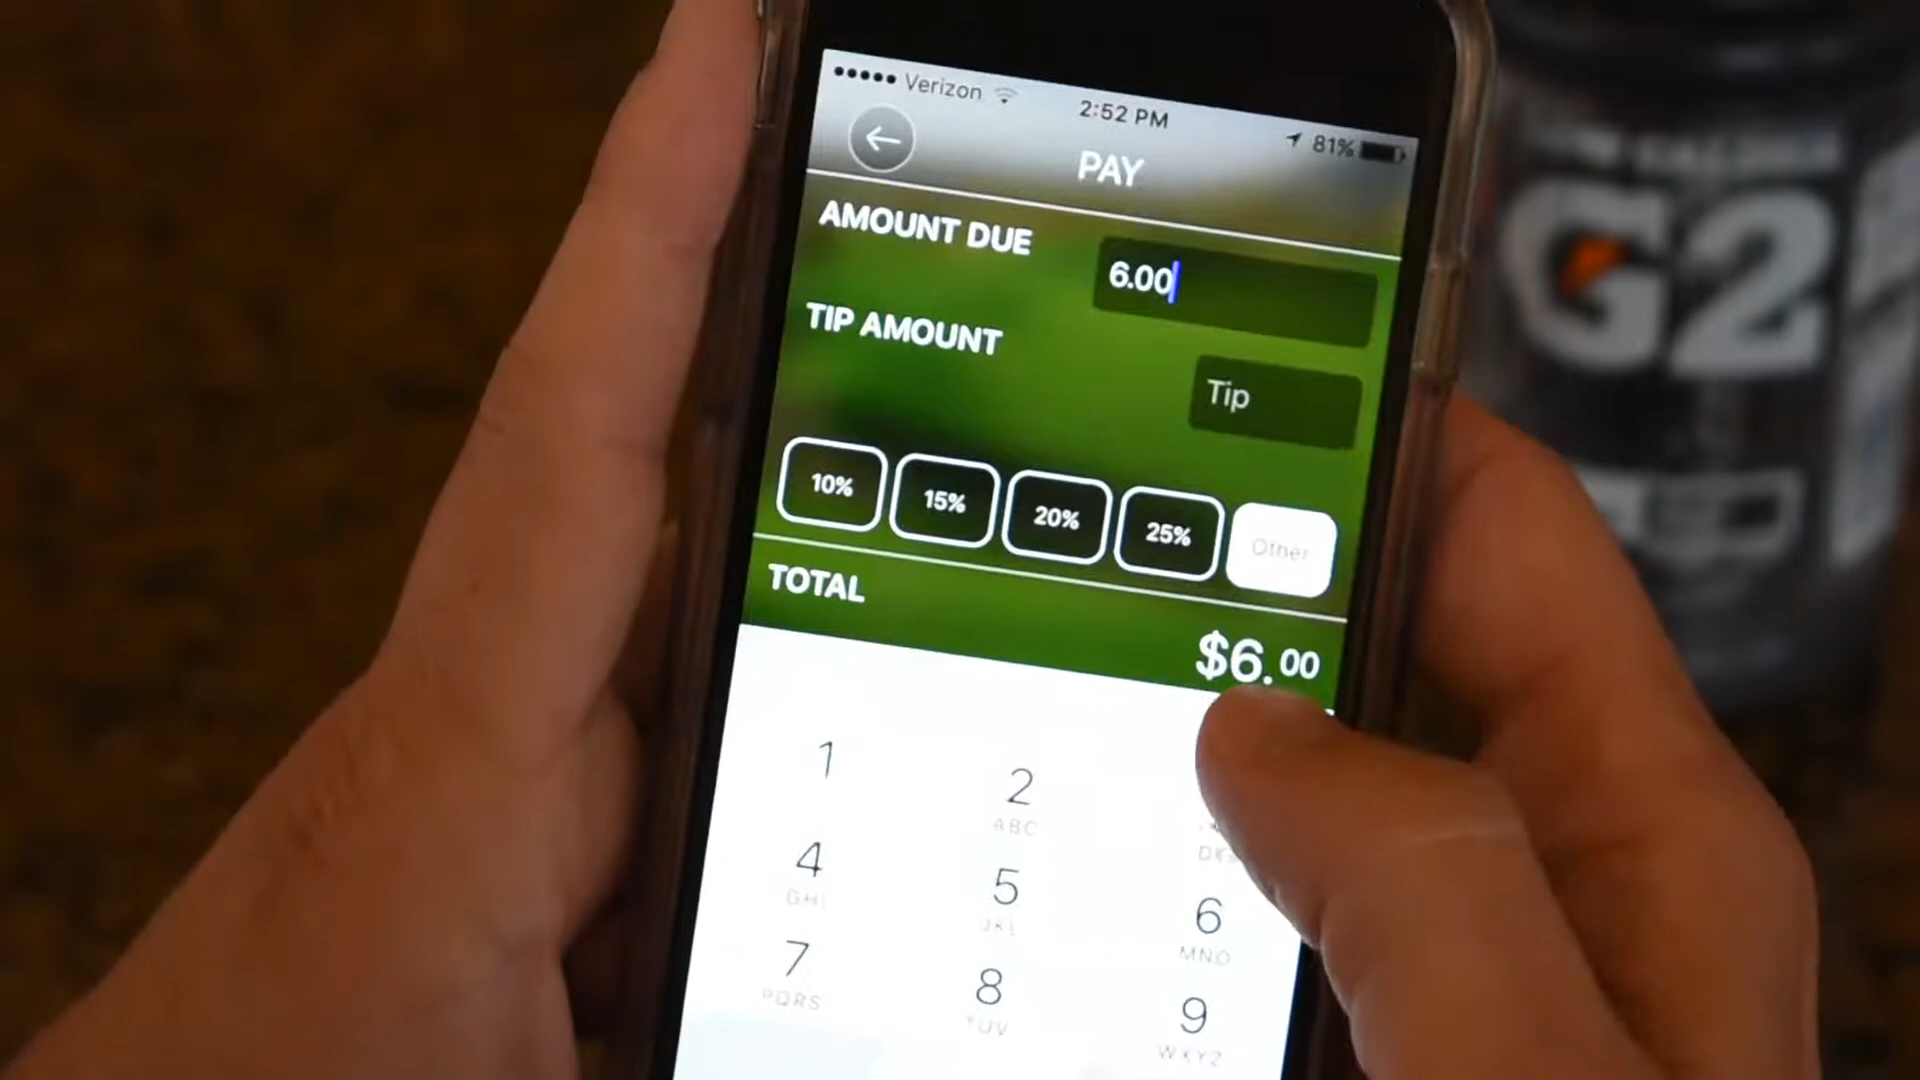 Verizon
2:52 PM
81%
PAY
AMOUNT DUE
6.00
TIP AMOUNT
Tip
10%
15%
20%
25%
Other
TOTAL
$6.00
1
2
ABC
4
GHI
5
JKL
6
MNO
7
PQRS
8
TUV
9
WXYZ
G2